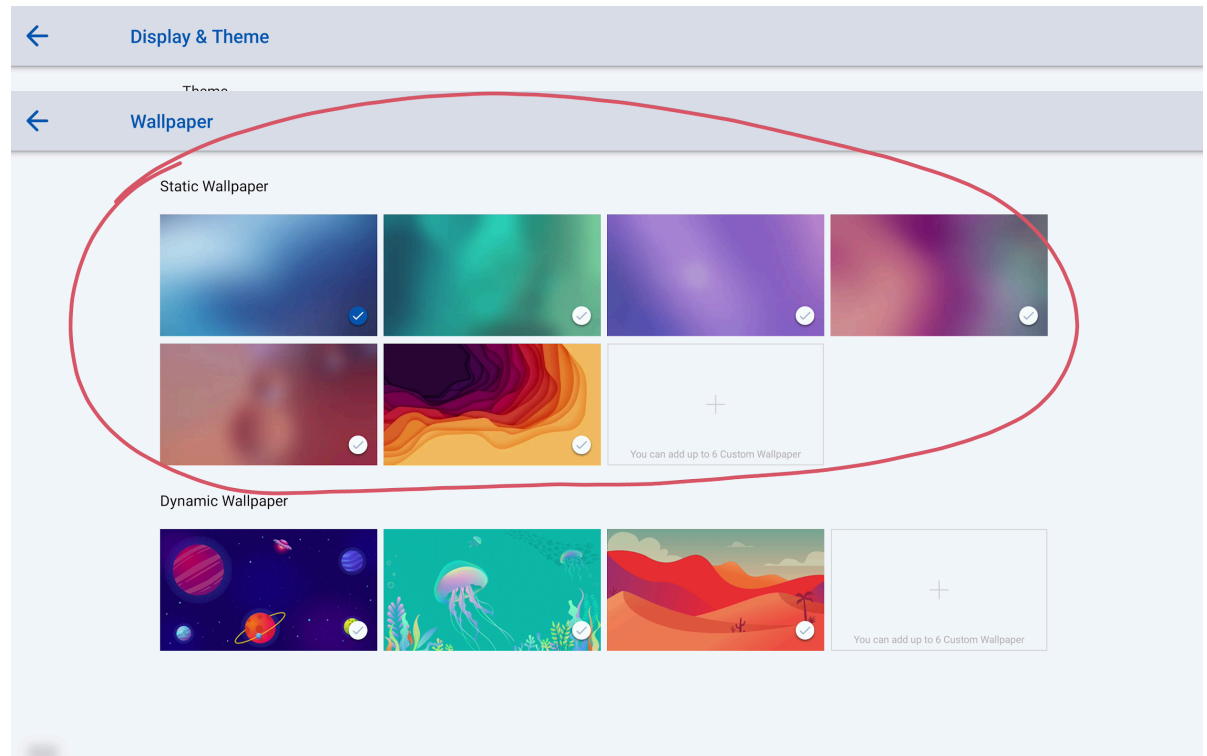 Display & Theme
Theme
Wallpaper
Static Wallpaper
You can add up to 6 Custom Wallpaper
Dynamic Wallpaper
You can add up to 6 Custom Wallpaper